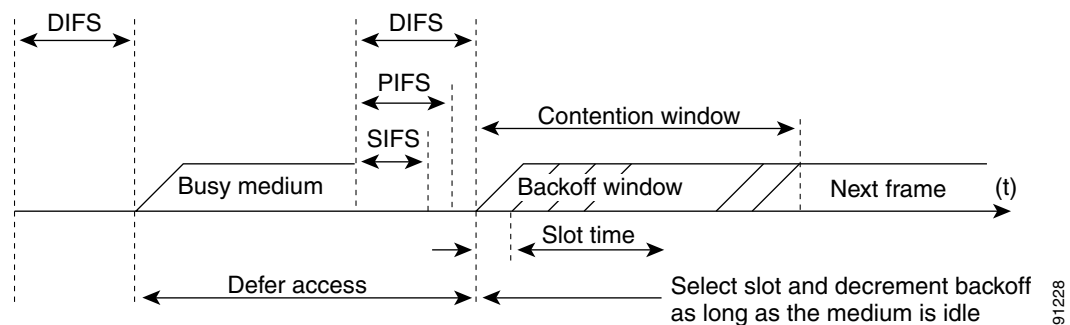 DIFS
DIFS
PIFS
Contention window
SIFS
Busy medium
Backoff window
Next frame
(t)
Slot time
Defer access
Select slot and decrement backoff
as long as the medium is idle
91228